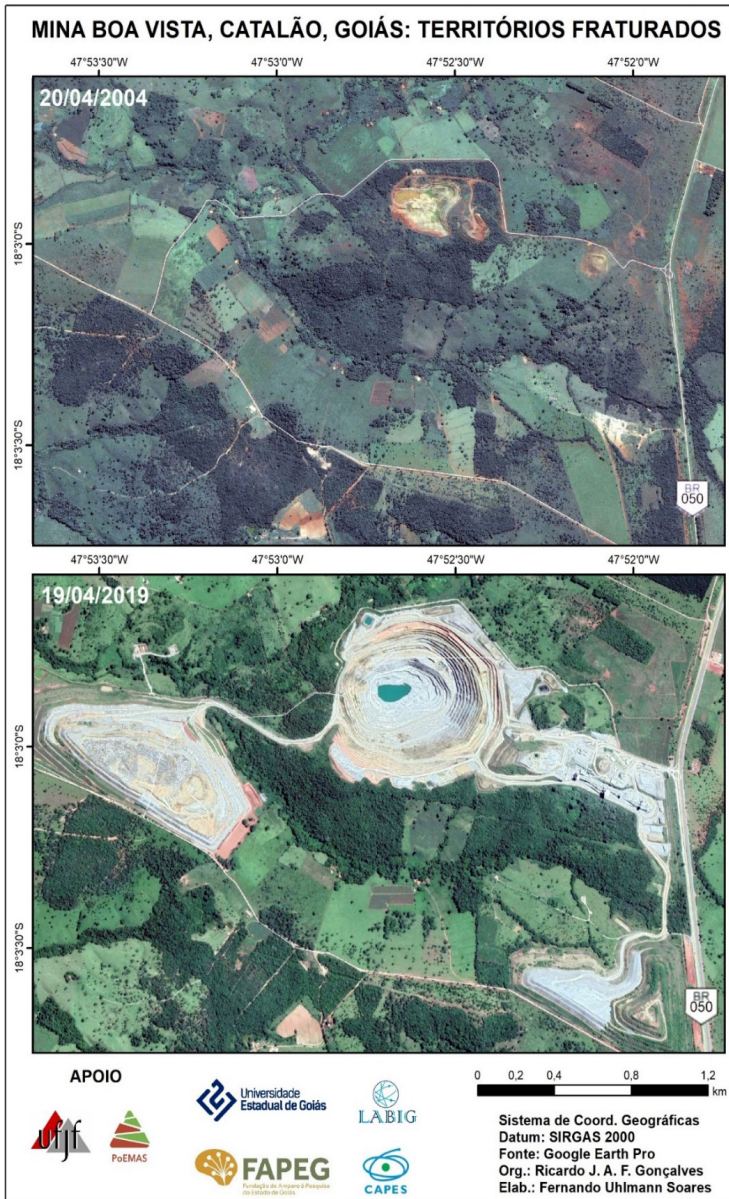 MINA BOA VISTA, CATALÃO, GOIÁS: TERRITÓRIOS FRATURADOS
47°53'30"W 47°53'0"W 47°52'30"W 47°52'0"W
20/04/2004
18°3'0"S
18°3'30"S
BR
050
47°53'30"W 47°53'0"W 47°52'30"W 47°52'0"W
19/04/2019
18°3'0"S
18°3'30"S
BR
050
APOIO
ufjf
PoEMAS
Universidade
Estadual de Goiás
LABIG
FAPEG
Fundação de Amparo à Pesquisa
do Estado de Goiás
CAPES
0 0,2 0,4 0,8 1,2
km
Sistema de Coord. Geográficas
Datum: SIRGAS 2000
Fonte: Google Earth Pro
Org.: Ricardo J. A. F. Gonçalves
Elab.: Fernando Uhlmann Soares